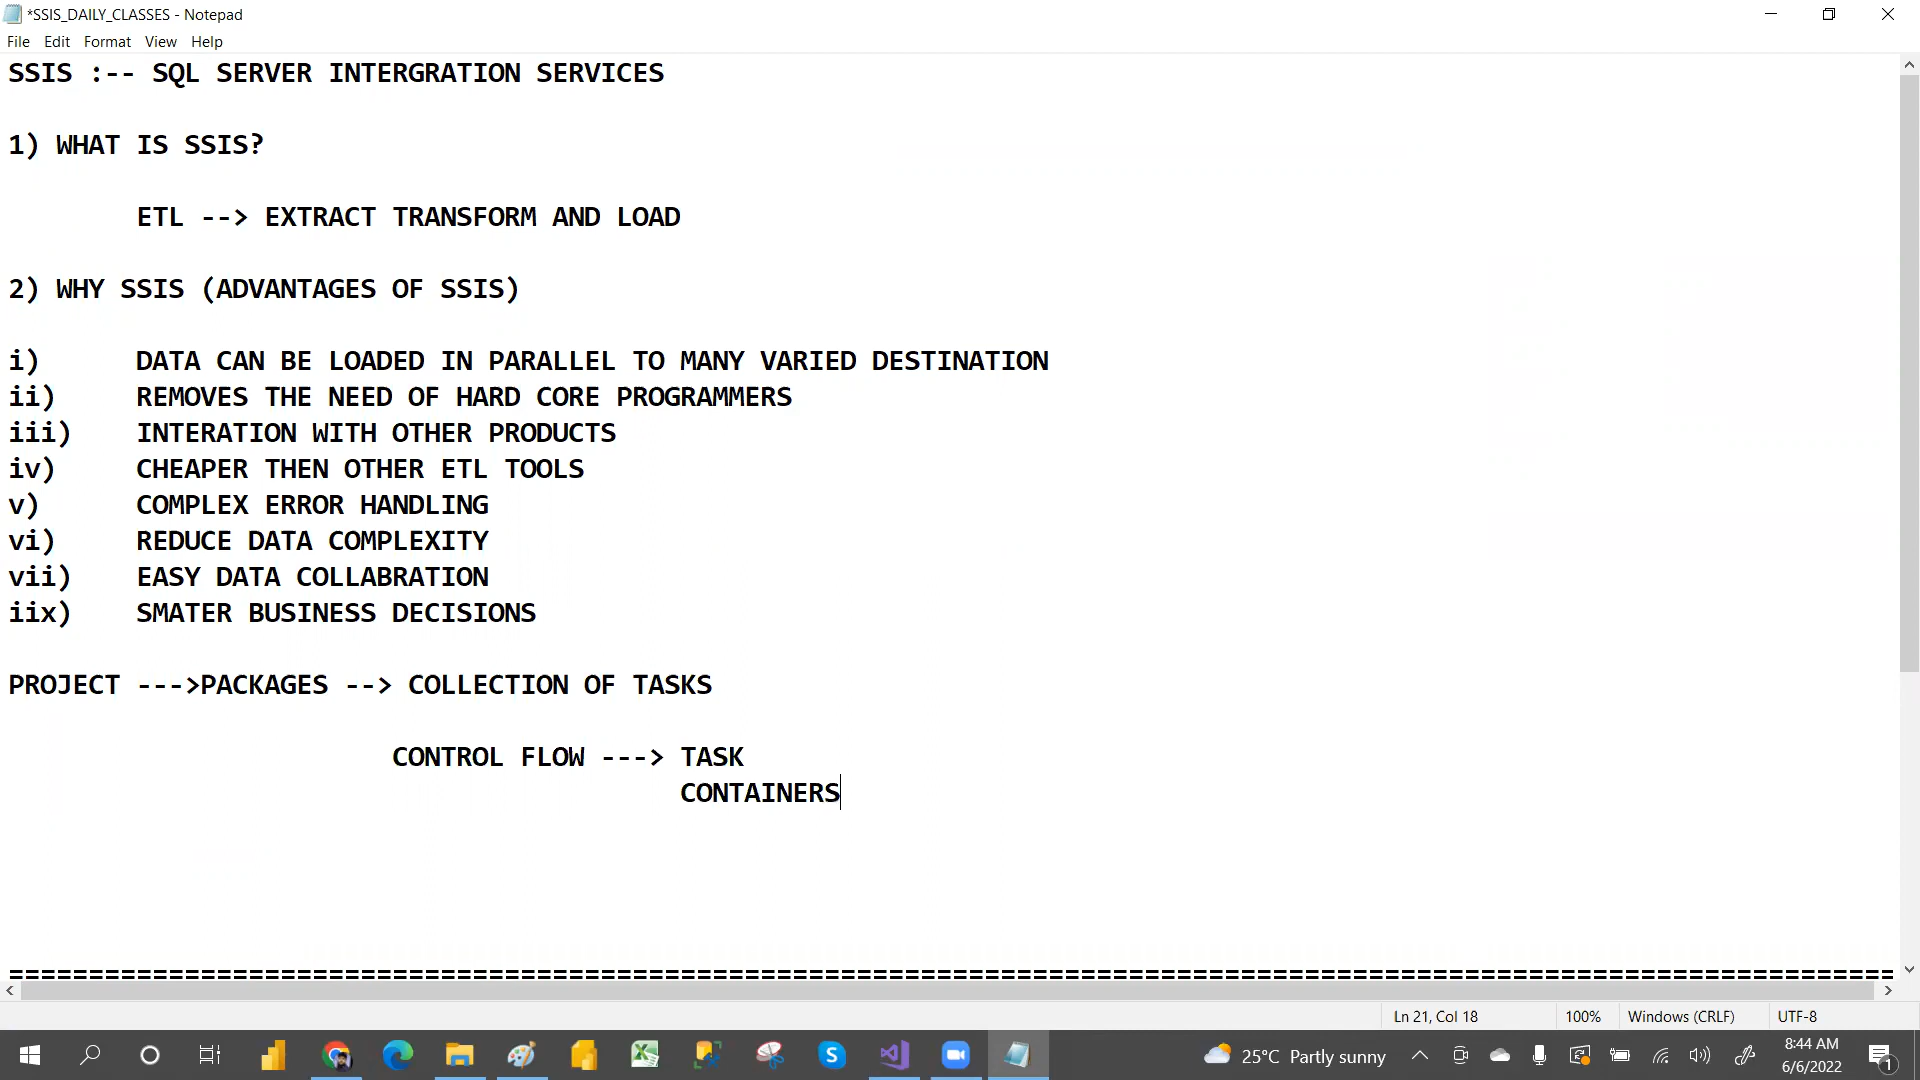 *SSIS_DAILY_CLASSES - Notepad
File Edit Format View Help
SSIS :-- SQL SERVER INTERGRATION SERVICES
1) WHAT IS SSIS?
ETL --> EXTRACT TRANSFORM AND LOAD
2) WHY SSIS (ADVANTAGES OF SSIS)
i) DATA CAN BE LOADED IN PARALLEL TO MANY VARIED DESTINATION
ii) REMOVES THE NEED OF HARD CORE PROGRAMMERS
iii) INTERATION WITH OTHER PRODUCTS
iv) CHEAPER THEN OTHER ETL TOOLS
v) COMPLEX ERROR HANDLING
vi) REDUCE DATA COMPLEXITY
vii) EASY DATA COLLABRATION
iix) SMATER BUSINESS DECISIONS
PROJECT --->PACKAGES --> COLLECTION OF TASKS
CONTROL FLOW ---> TASK
CONTAINERS
======================================================================================================================
Ln 21, Col 18 100% Windows (CRLF) UTF-8
25°C Partly sunny
8:44 AM
6/6/2022
1